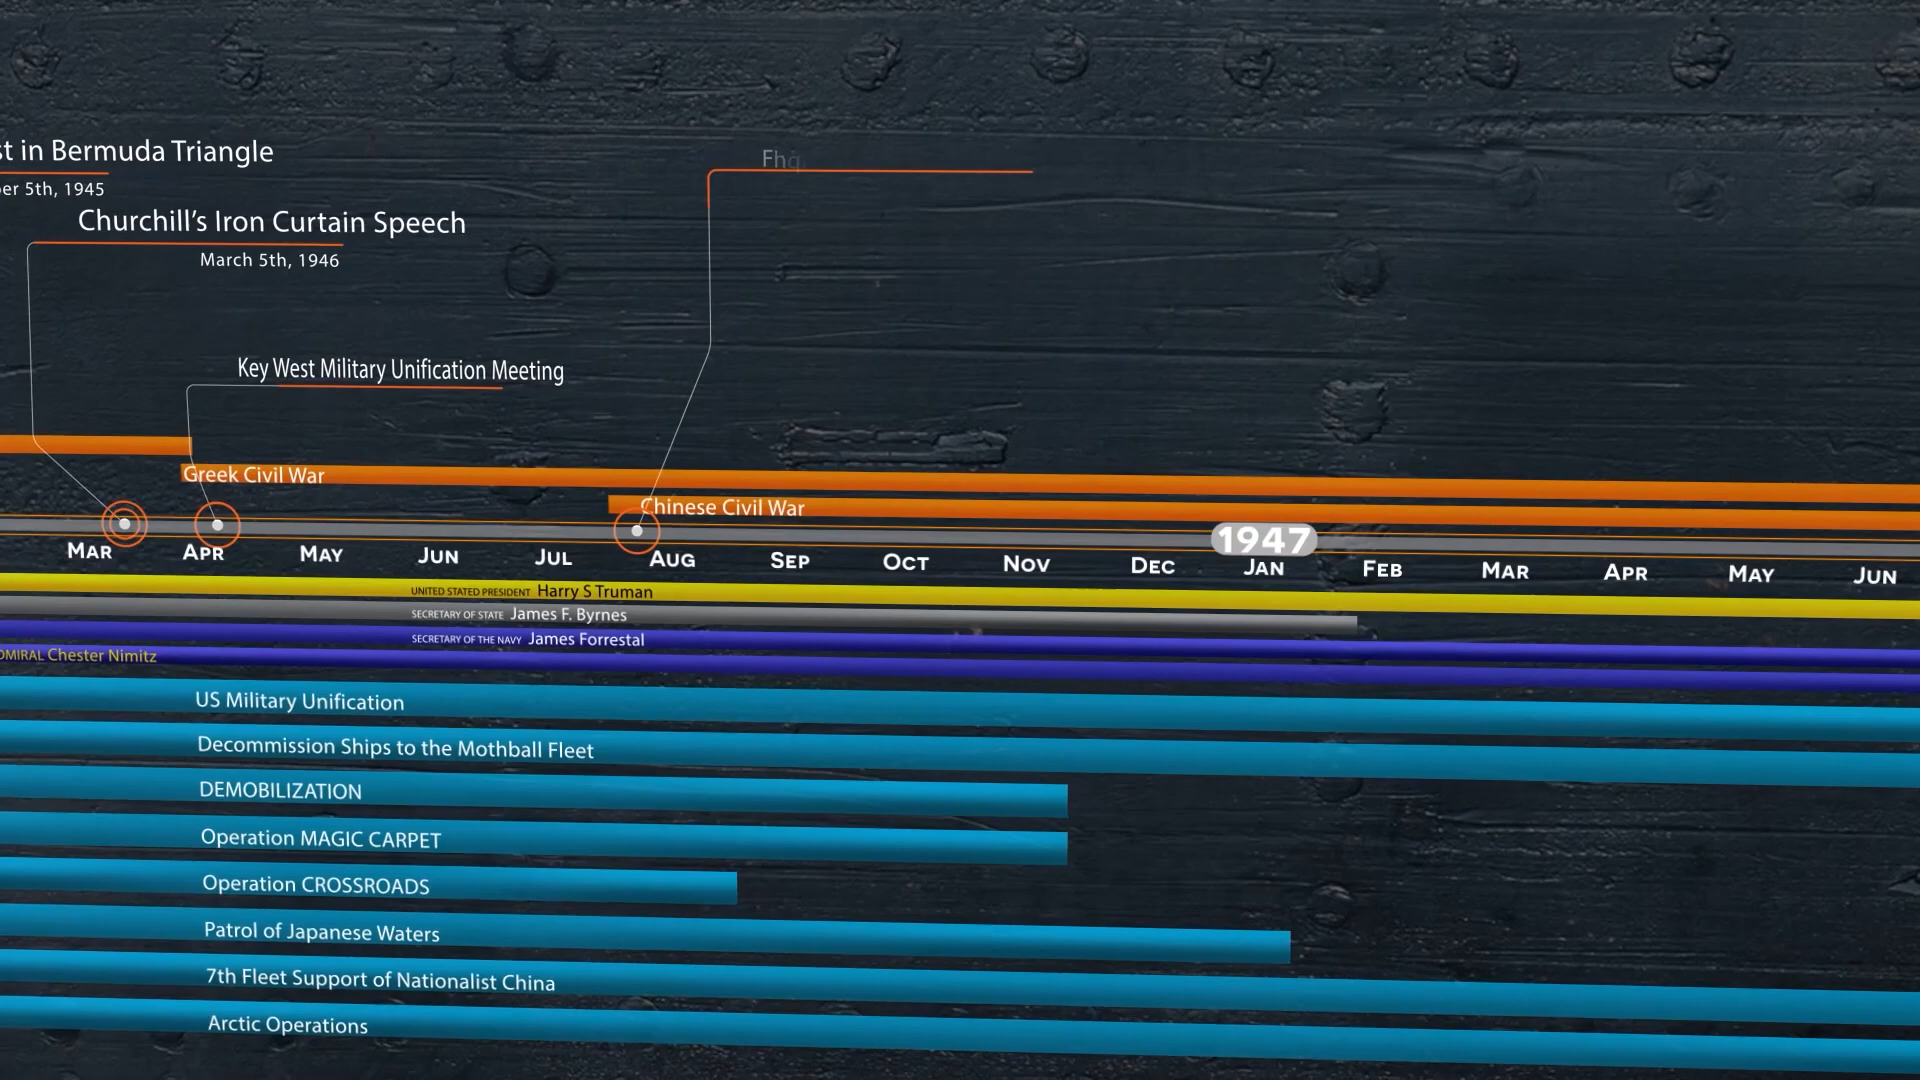 st in Bermuda Triangle
er 5th, 1945
Churchill’s Iron Curtain Speech
March 5th, 1946
Key West Military Unification Meeting
Greek Civil War
Chinese Civil War
1947
MAR APR MAY JUN JUL AUG SEP OCT NOV DEC JAN FEB MAR APR MAY JUN
UNITED STATED PRESIDENT Harry S Truman
SECRETARY OF STATE James F. Byrnes
SECRETARY OF THE NAVY James Forrestal
DMIRAL Chester Nimitz
US Military Unification
Decommission Ships to the Mothball Fleet
DEMOBILIZATION
Operation MAGIC CARPET
Operation CROSSROADS
Patrol of Japanese Waters
7th Fleet Support of Nationalist China
Arctic Operations